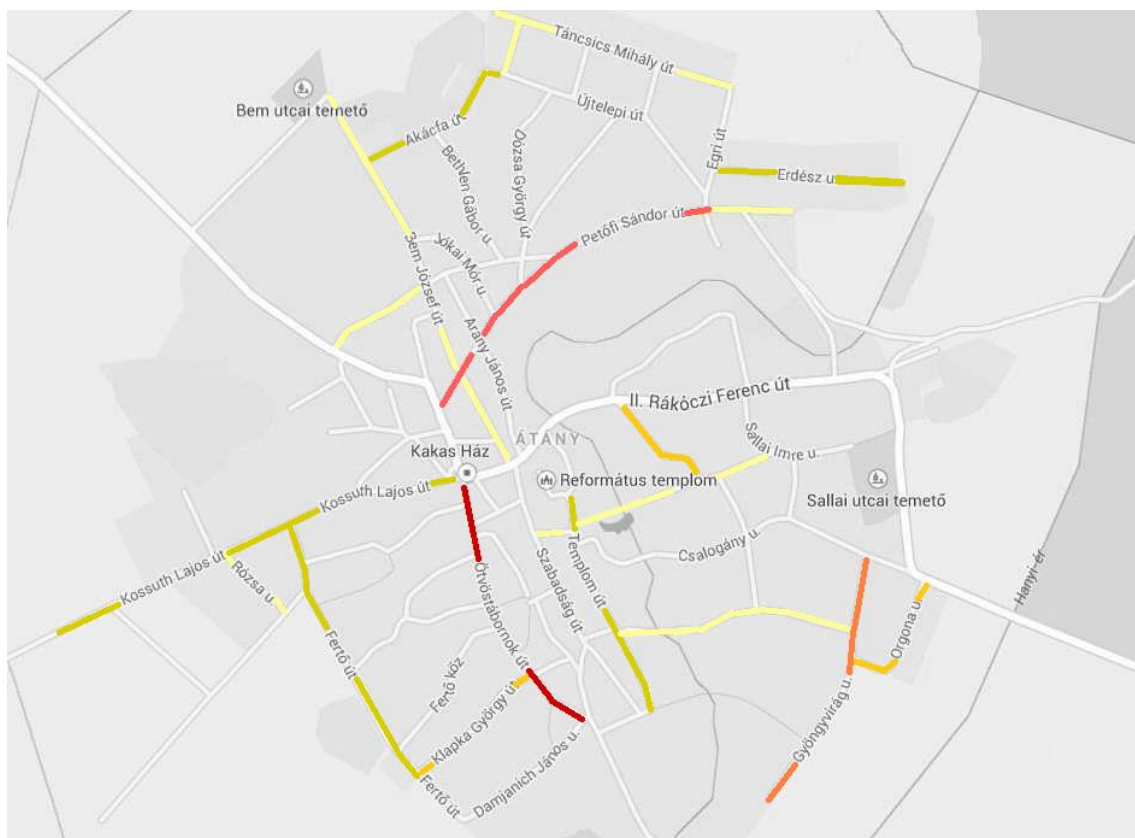 Táncsics Mihály út
Bem utcai temető
Újtelepi út
Akácfa út
Dózsa György út
Egri út
Bethlen Gábor u.
Erdész u.
Petőfi Sándor út
Bem József út
Jókai Mór u.
Arany János út
II. Rákóczi Ferenc út
ÁTÁNY
Kakas Ház
Sallai Imre u.
Református templom
Kossuth Lajos út
Sallai utcai temető
Csalogány u.
Templom út
Szabadság út
Kossuth Lajos út
Rózsa u.
Ötvöstábornok út
Hanyi-ér
Orgona u.
Fertő út
Fertő köz
Klapka György út
Gyöngyvirág u.
Damjanich János u.
Fertő út